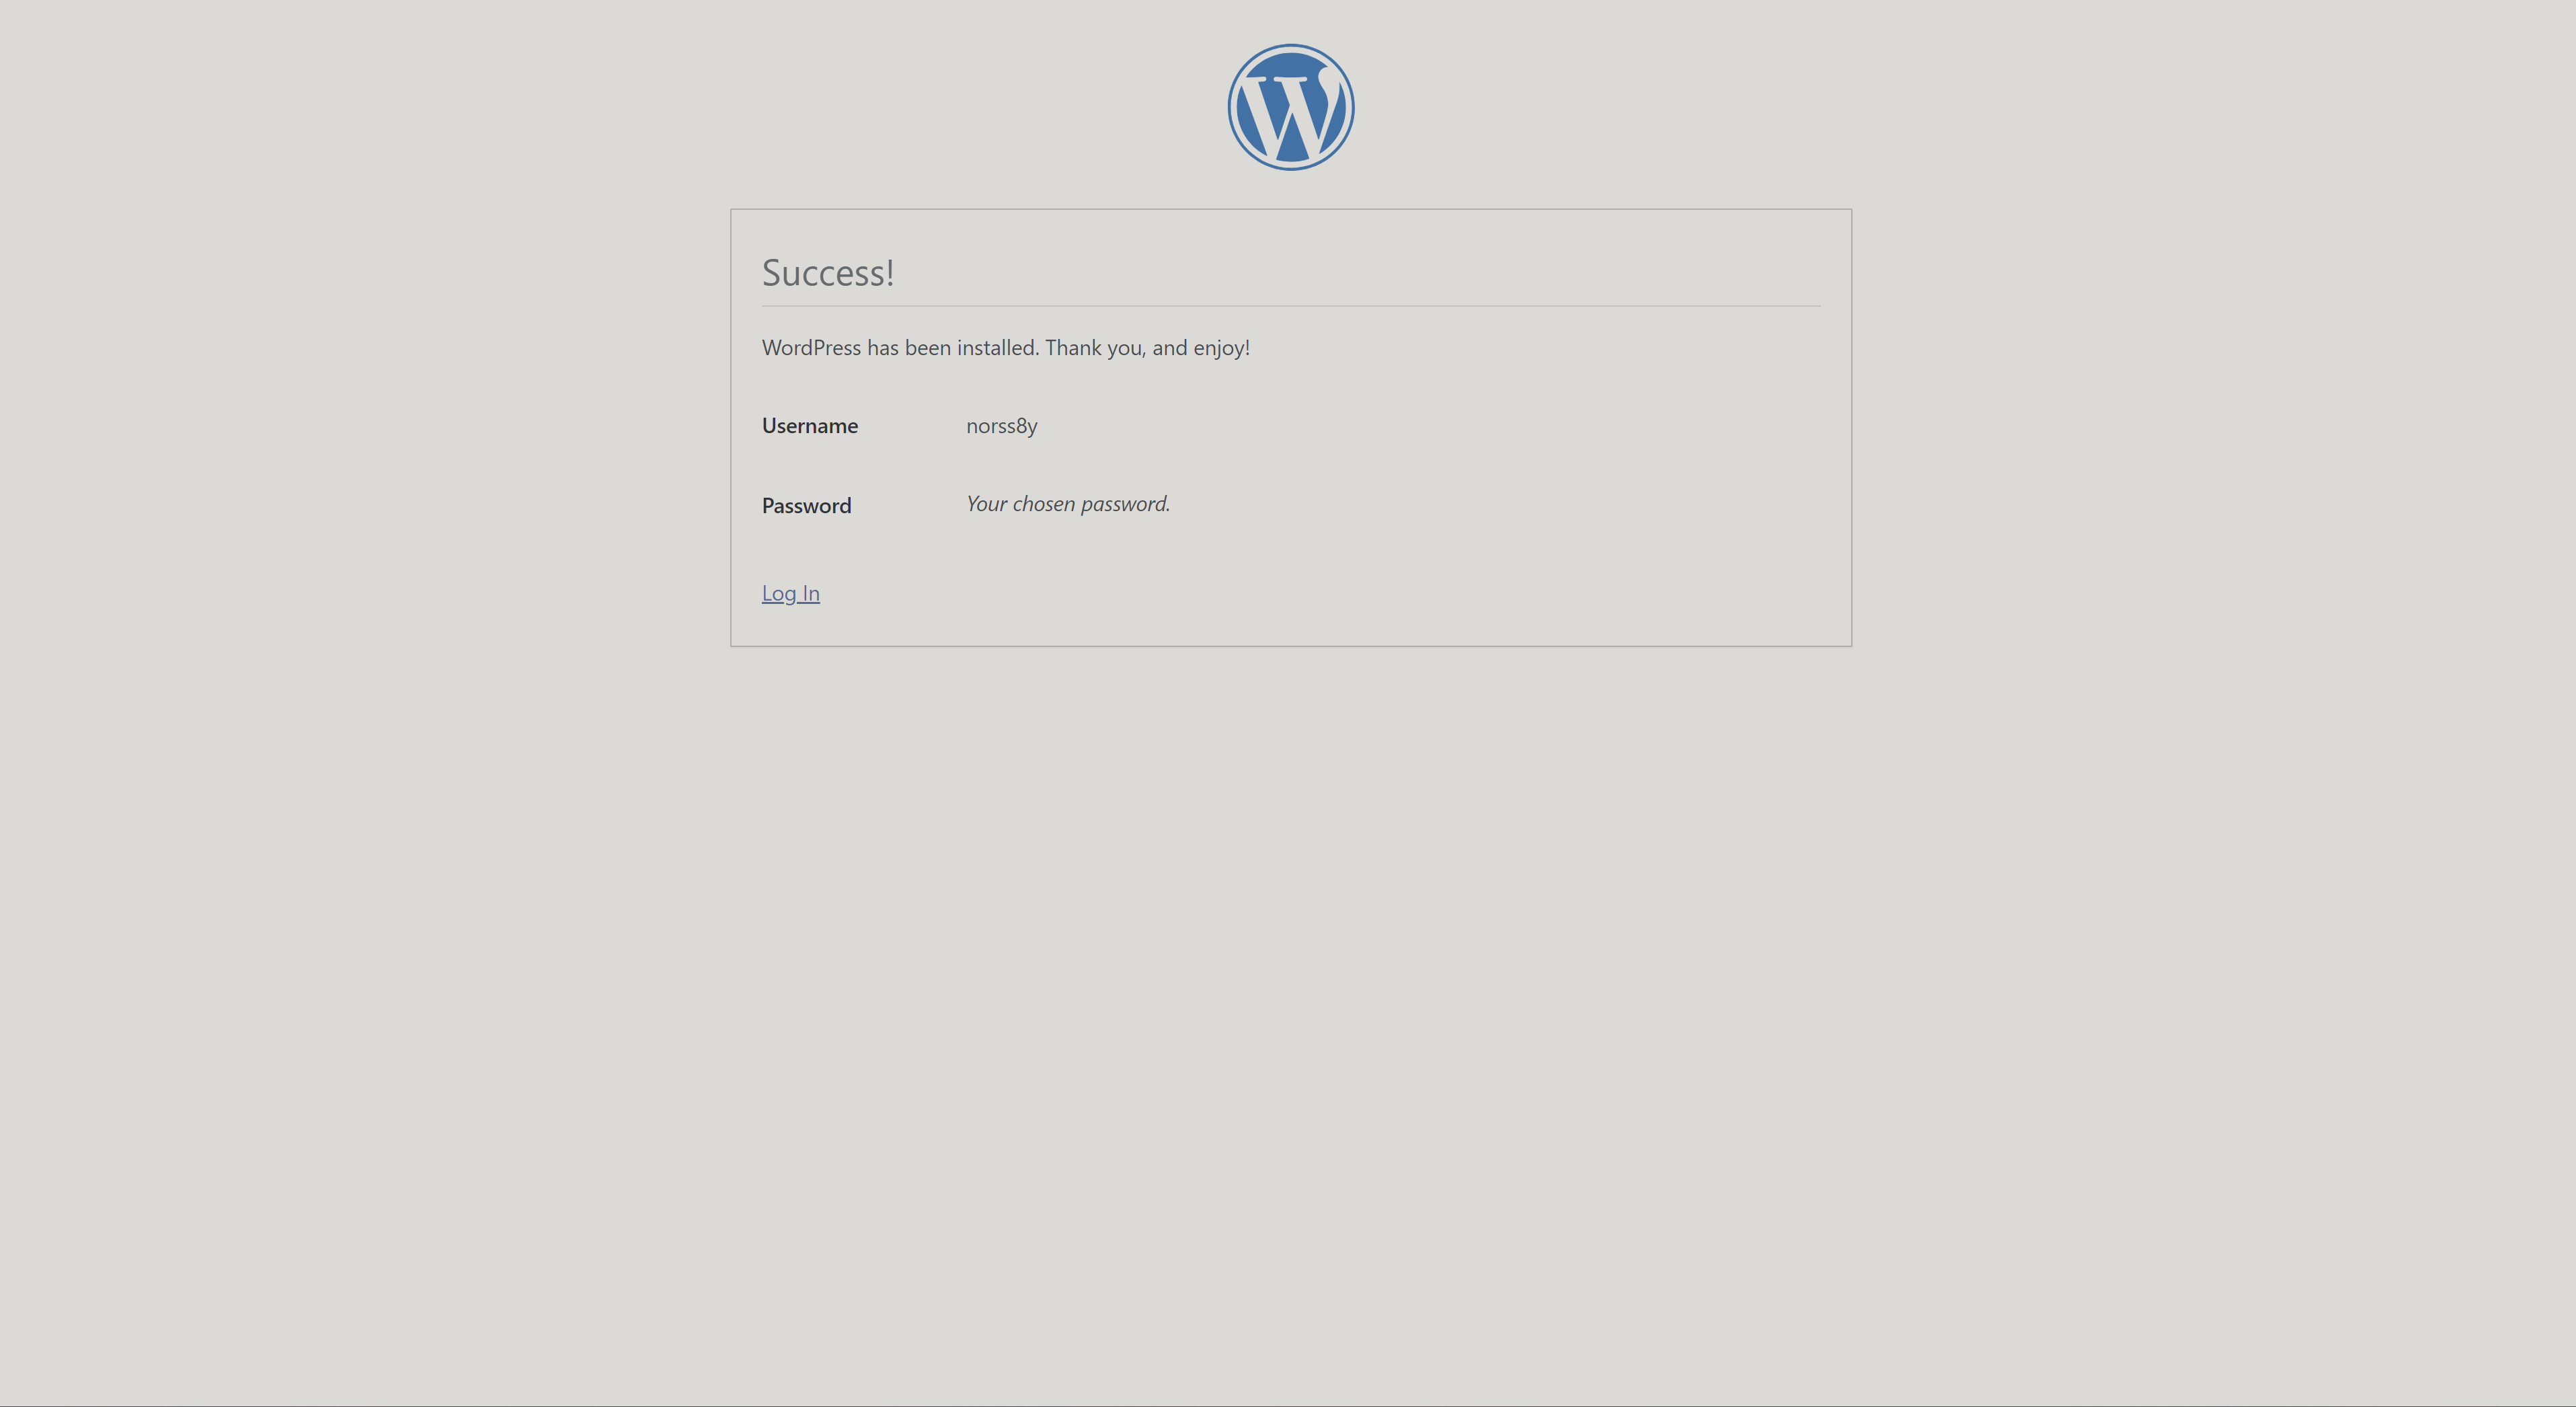 Success!
WordPress has been installed. Thank you, and enjoy!
Username norss8y
Password Your chosen password.
Log In